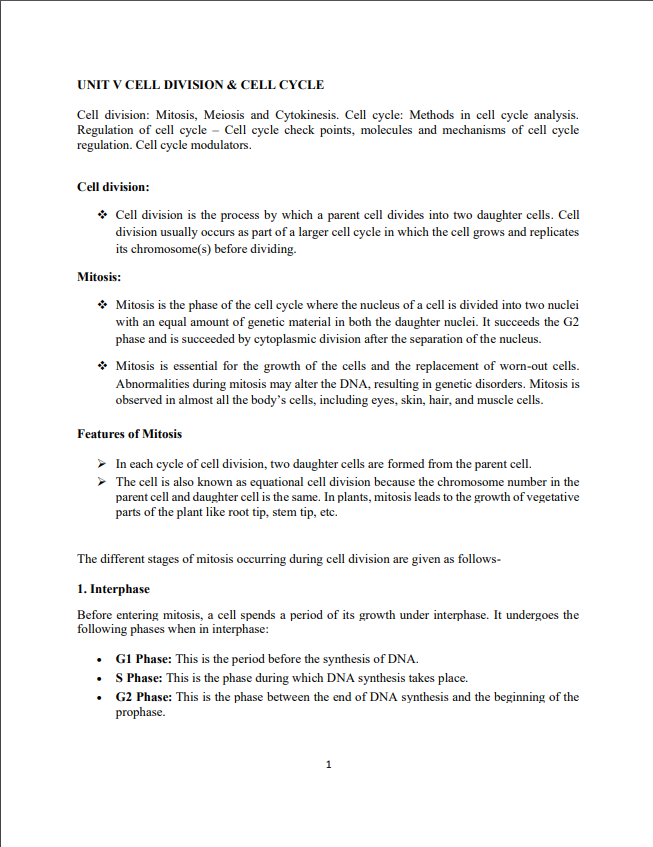 UNIT V CELL DIVISION & CELL CYCLE
Cell division: Mitosis, Meiosis and Cytokinesis. Cell cycle: Methods in cell cycle analysis.
Regulation of cell cycle – Cell cycle check points, molecules and mechanisms of cell cycle
regulation. Cell cycle modulators.
Cell division:
❖ Cell division is the process by which a parent cell divides into two daughter cells. Cell
division usually occurs as part of a larger cell cycle in which the cell grows and replicates
its chromosome(s) before dividing.
Mitosis:
❖ Mitosis is the phase of the cell cycle where the nucleus of a cell is divided into two nuclei
with an equal amount of genetic material in both the daughter nuclei. It succeeds the G2
phase and is succeeded by cytoplasmic division after the separation of the nucleus.
❖ Mitosis is essential for the growth of the cells and the replacement of worn-out cells.
Abnormalities during mitosis may alter the DNA, resulting in genetic disorders. Mitosis is
observed in almost all the body’s cells, including eyes, skin, hair, and muscle cells.
Features of Mitosis
➢ In each cycle of cell division, two daughter cells are formed from the parent cell.
➢ The cell is also known as equational cell division because the chromosome number in the
parent cell and daughter cell is the same. In plants, mitosis leads to the growth of vegetative
parts of the plant like root tip, stem tip, etc.
The different stages of mitosis occurring during cell division are given as follows-
1. Interphase
Before entering mitosis, a cell spends a period of its growth under interphase. It undergoes the
following phases when in interphase:
• G1 Phase: This is the period before the synthesis of DNA.
• S Phase: This is the phase during which DNA synthesis takes place.
• G2 Phase: This is the phase between the end of DNA synthesis and the beginning of the
prophase.
1